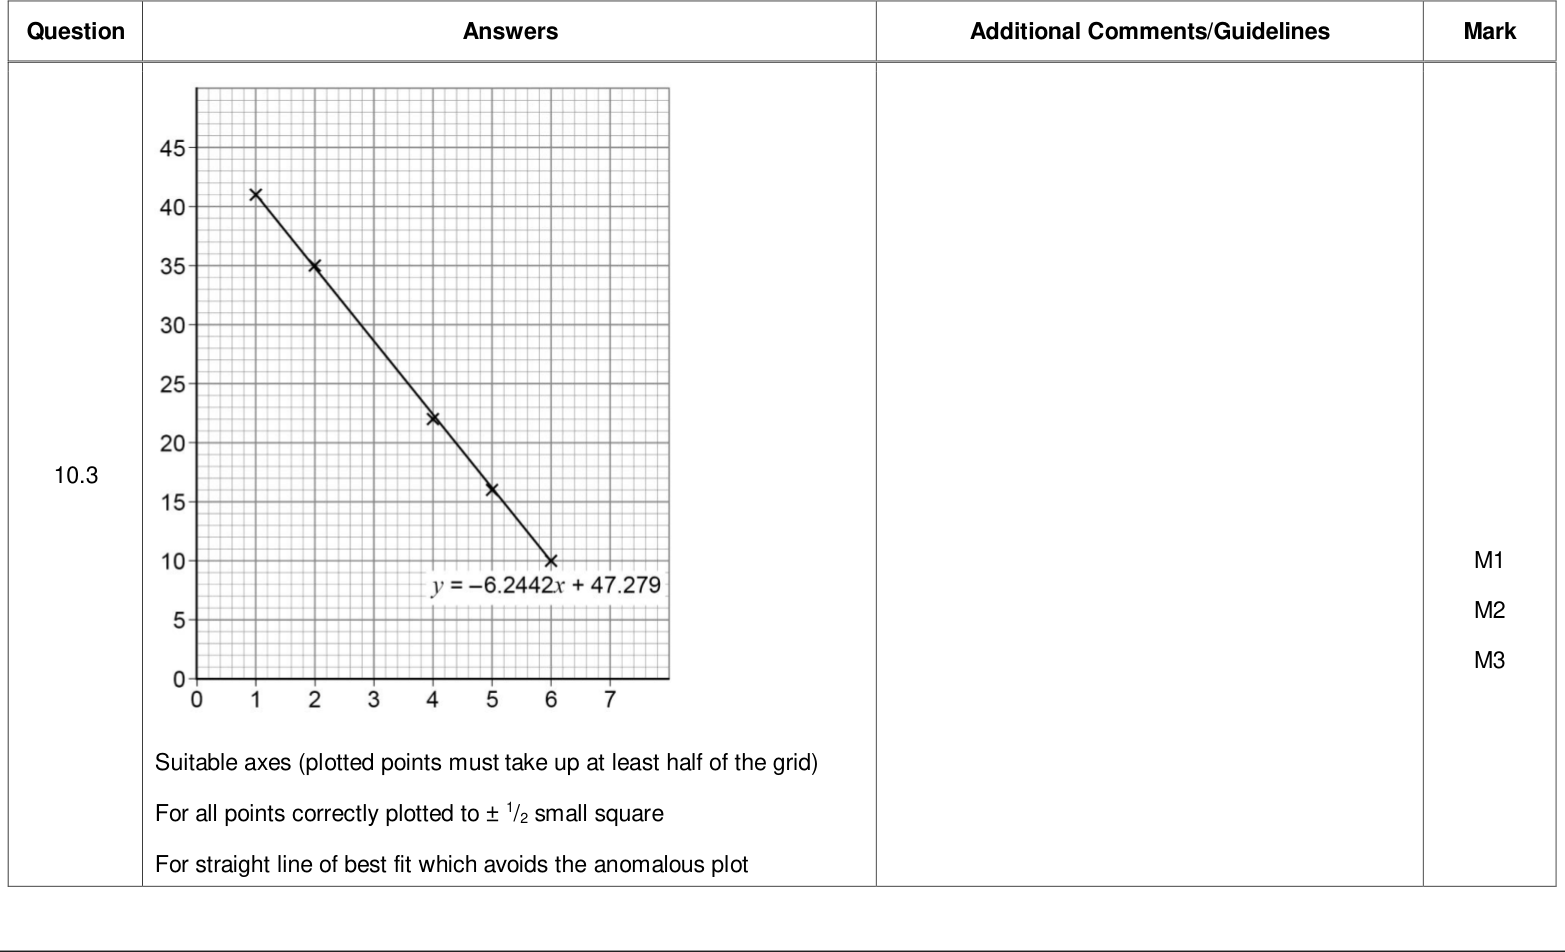 Question Answers Additional Comments/Guidelines Mark
45
40
35
30
25
20
15
10
5
0
0 1 2 3 4 5 6 7
y = –6.2442x + 47.279
10.3
M1
M2
M3
Suitable axes (plotted points must take up at least half of the grid)
For all points correctly plotted to ± 1/2 small square
For straight line of best fit which avoids the anomalous plot